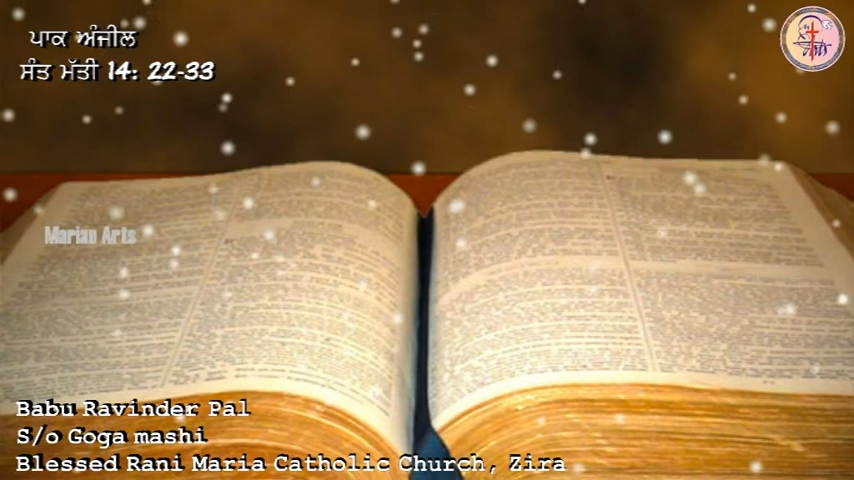 ਪਾਕ ਅੰਜੀਲ
ਸੰਤ ਮੱਤੀ 14: 22-33
Marian Arts
Babu Ravinder Pal
S/o Goga mashi
Blessed Rani Maria Catholic Church, Zira